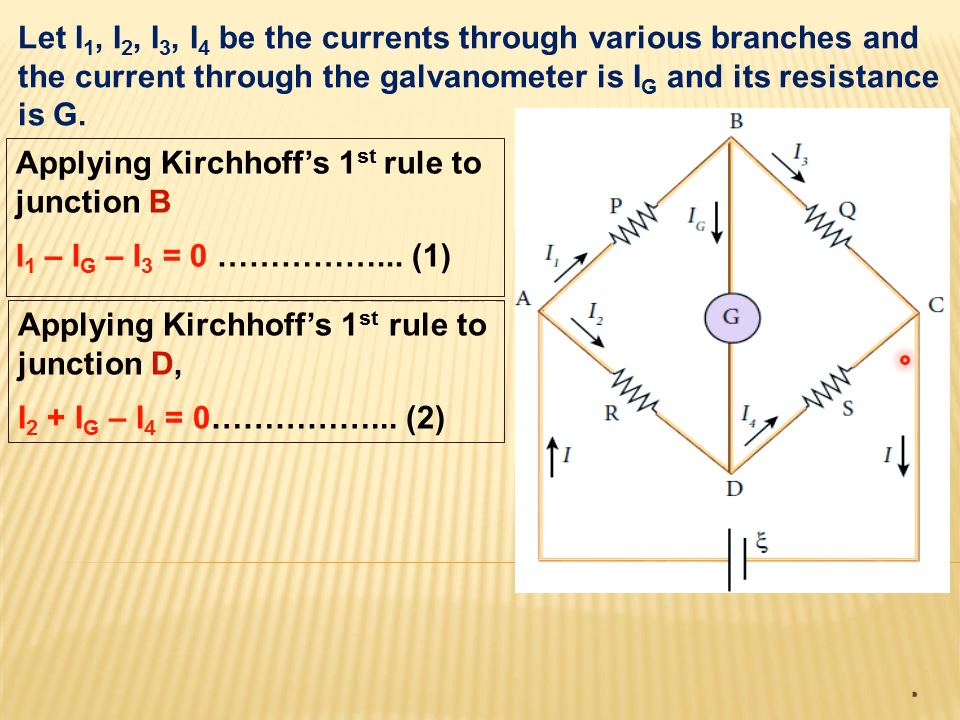 Let I1, I2, I3, I4 be the currents through various branches and
the current through the galvanometer is IG and its resistance
is G.
Applying Kirchhoff’s 1st rule to
junction B
I1 – IG – I3 = 0 ……………... (1)
Applying Kirchhoff’s 1st rule to
junction D,
I2 + IG – I4 = 0……………... (2)
B
I3
P
IG
Q
I1
A
I2
G
C
R
I4
S
I
I
D
ξ